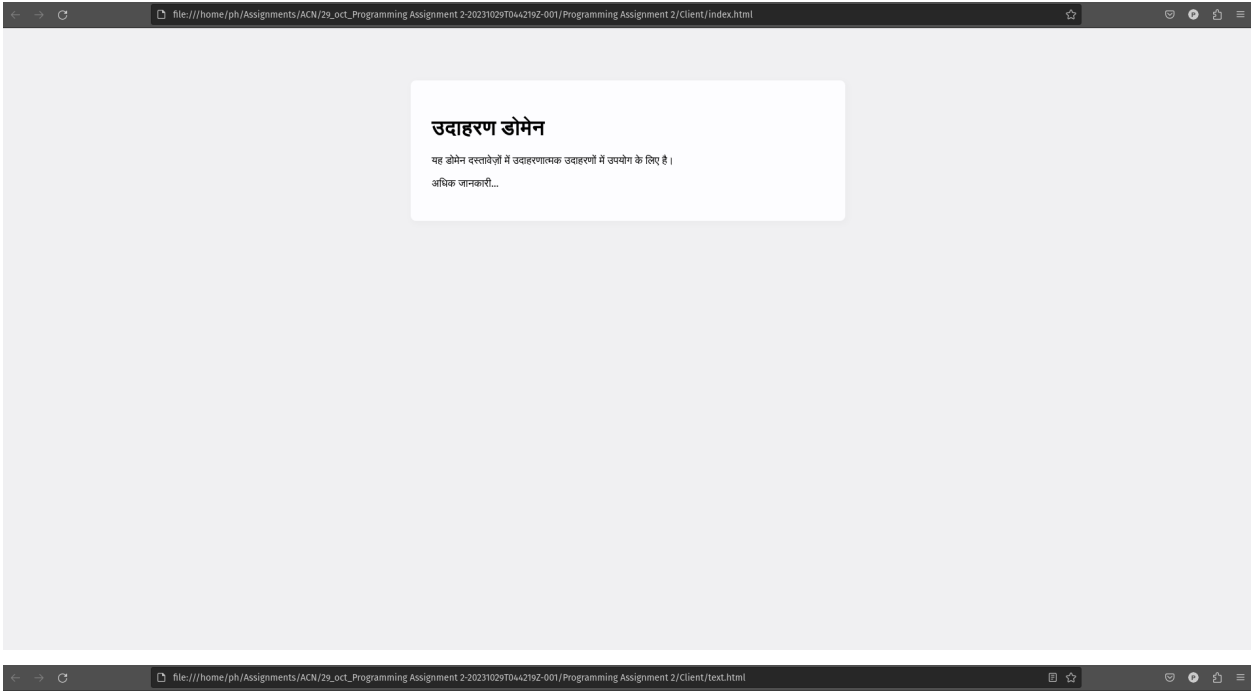 file:///home/ph/Assignments/ACN/29_oct_Programming Assignment 2-20231029T044219Z-001/Programming Assignment 2/Client/index.html
उदाहरण डोमेन
यह डोमेन दस्तावेज़ों में उदाहरणात्मक उदाहरणों में उपयोग के लिए है।
अधिक जानकारी...
file:///home/ph/Assignments/ACN/29_oct_Programming Assignment 2-20231029T044219Z-001/Programming Assignment 2/Client/text.html